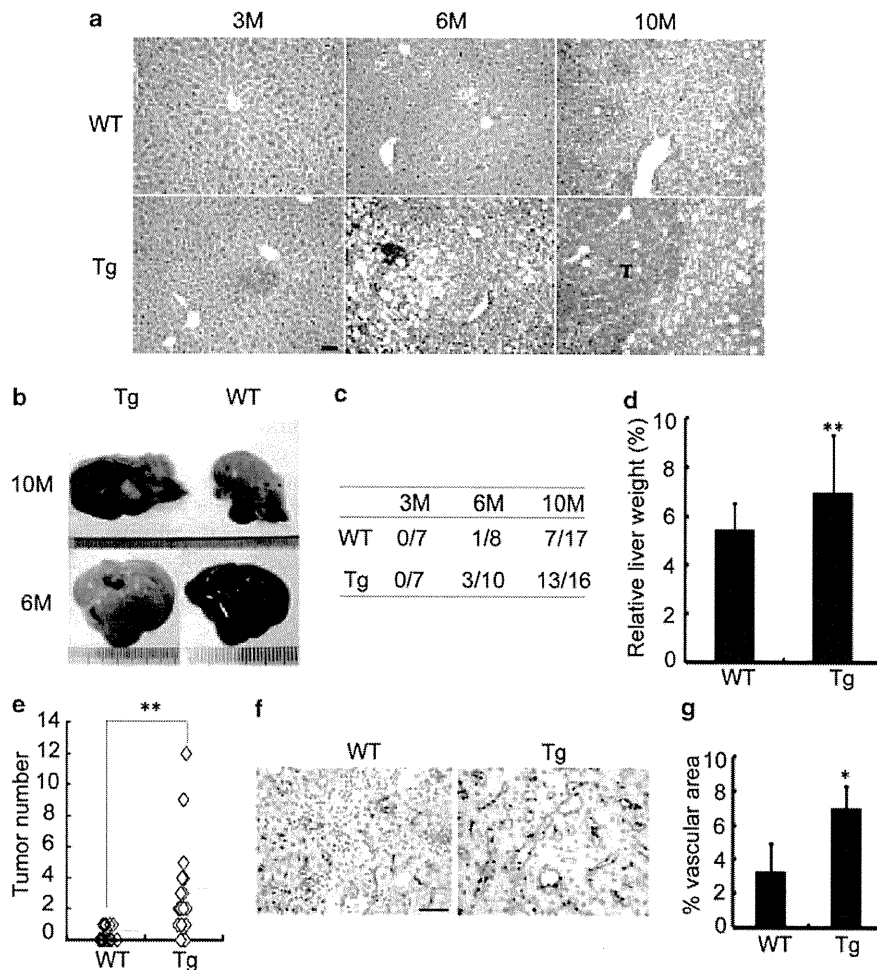 a
3M 6M 10M
WT
Tg
T
b
Tg WT
10M
6M
c
3M 6M 10M
WT 0/7 1/8 7/17
Tg 0/7 3/10 13/16
d
Relative liver weight (%)
10
8
6
4
2
0
**
WT Tg
e
Tumor number
14
12
10
8
6
4
2
0
**
WT Tg
f
WT Tg
g
% vascular area
10
8
6
4
2
0
*
WT Tg